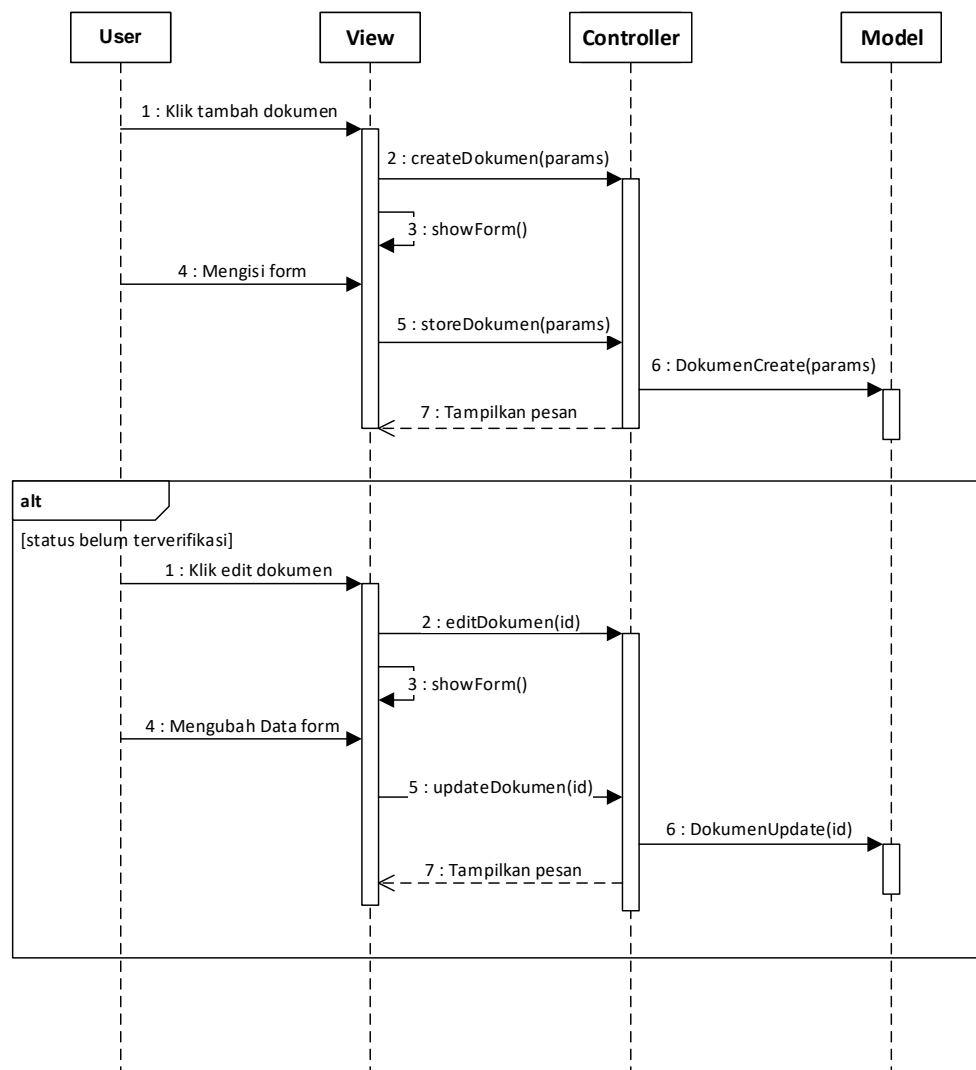 User
View
Controller
Model
1 : Klik tambah dokumen
2 : createDokumen(params)
3 : showForm()
4 : Mengisi form
5 : storeDokumen(params)
6 : DokumenCreate(params)
7 : Tampilkan pesan
alt
[status belum terverifikasi]
1 : Klik edit dokumen
2 : editDokumen(id)
3 : showForm()
4 : Mengubah Data form
5 : updateDokumen(id)
6 : DokumenUpdate(id)
7 : Tampilkan pesan